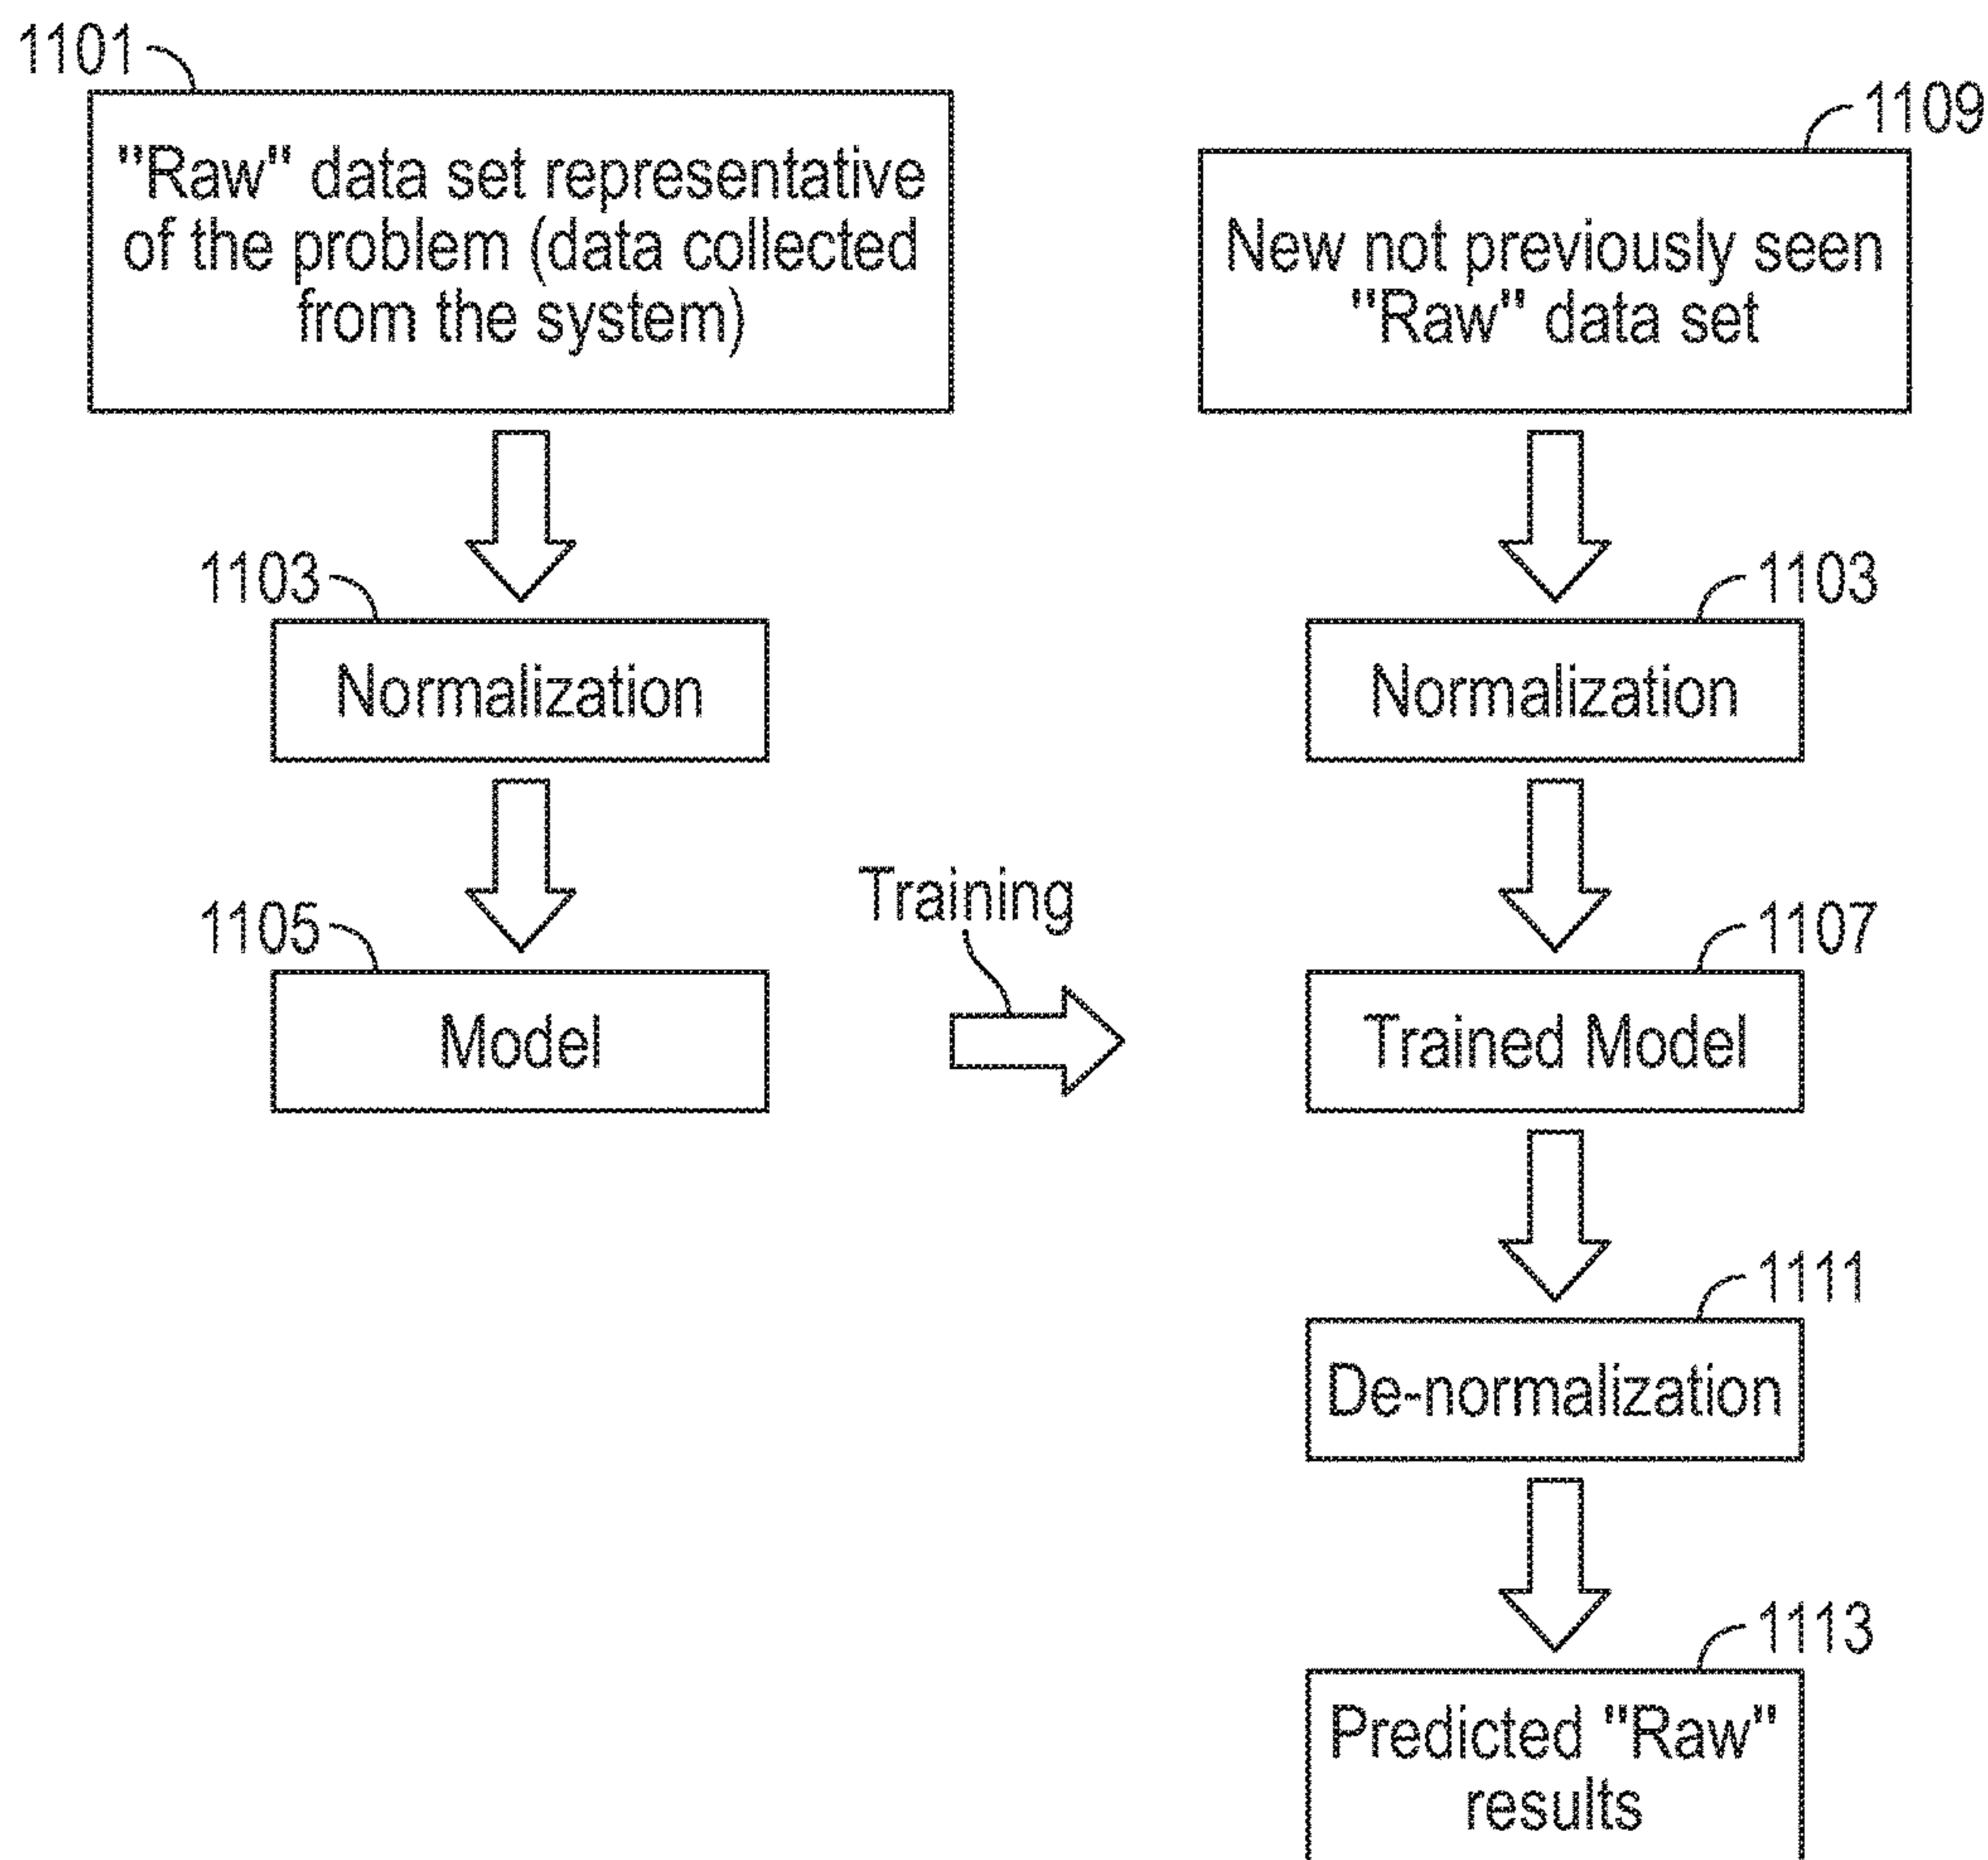 1101
"Raw" data set representative
of the problem (data collected
from the system)
1109
New not previously seen
"Raw" data set
1103
Normalization
1103
Normalization
1105
Model
Training
1107
Trained Model
1111
De-normalization
1113
Predicted "Raw"
results